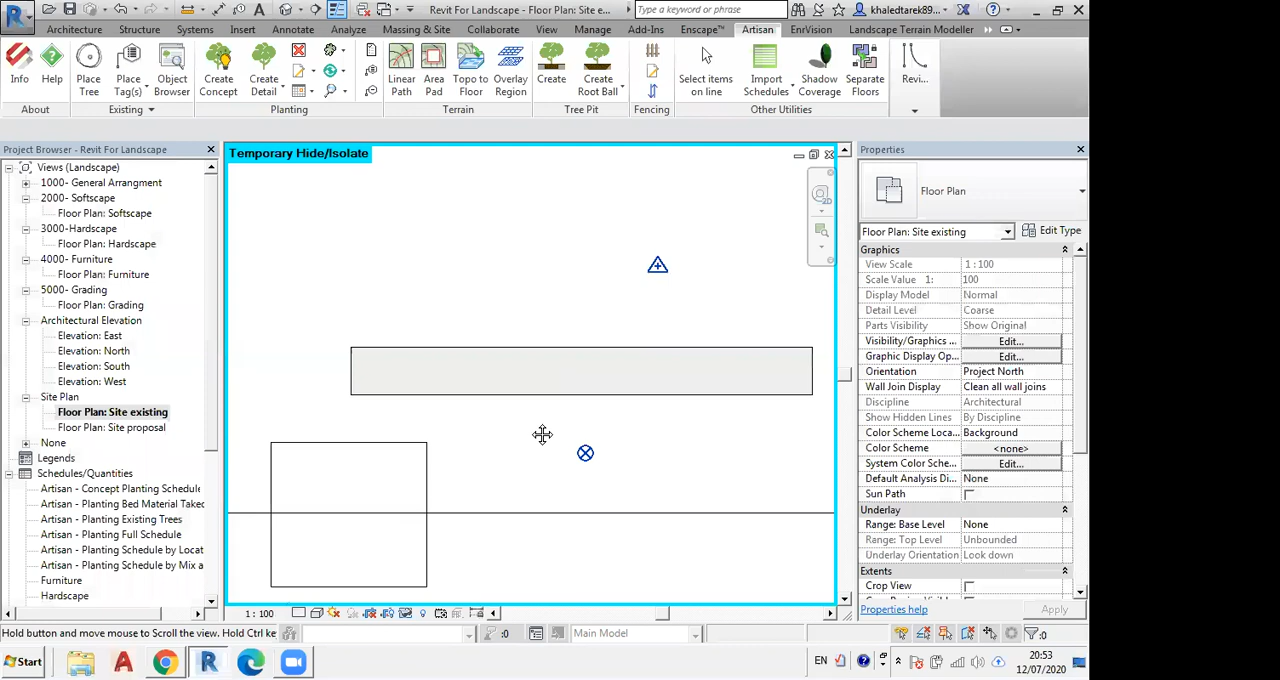 Revit For Landscape - Floor Plan: Site e...
Type a keyword or phrase
khaledtarek89...
Architecture Structure Systems Insert Annotate Analyze Massing & Site Collaborate View Manage Add-Ins Enscape™ Artisan EnVision Landscape Terrain Modeller
Info
Help
Place Tree
Place Tag(s)
Object Browser
Create Concept
Create Detail
Linear Path
Area Pad
Topo to Floor
Overlay Region
Create
Create Root Ball
Select items on line
Import Schedules
Shadow Coverage
Separate Floors
Revi...
About Existing Planting Terrain Tree Pit Fencing Other Utilities
Project Browser - Revit For Landscape
Views (Landscape)
1000- General Arrangment
2000- Softscape
Floor Plan: Softscape
3000-Hardscape
Floor Plan: Hardscape
4000- Furniture
Floor Plan: Furniture
5000- Grading
Floor Plan: Grading
Architectural Elevation
Elevation: East
Elevation: North
Elevation: South
Elevation: West
Site Plan
Floor Plan: Site existing
Floor Plan: Site proposal
None
Legends
Schedules/Quantities
Artisan - Concept Planting Schedule
Artisan - Planting Bed Material Takec
Artisan - Planting Existing Trees
Artisan - Planting Full Schedule
Artisan - Planting Schedule by Locat
Artisan - Planting Schedule by Mix a
Furniture
Hardscape
Temporary Hide/Isolate
2D
1 : 100
Properties
Floor Plan
Floor Plan: Site existing
Edit Type
Graphics
View Scale 1 : 100
Scale Value 1: 100
Display Model Normal
Detail Level Coarse
Parts Visibility Show Original
Visibility/Graphics ... Edit...
Graphic Display Op... Edit...
Orientation Project North
Wall Join Display Clean all wall joins
Discipline Architectural
Show Hidden Lines By Discipline
Color Scheme Loca... Background
Color Scheme <none>
System Color Sche... Edit...
Default Analysis Di... None
Sun Path
Underlay
Range: Base Level None
Range: Top Level Unbounded
Underlay Orientation Look down
Extents
Crop View
Properties help
Apply
Hold button and move mouse to Scroll the view. Hold Ctrl ke
:0
Main Model
:0
Start
EN
20:53
12/07/2020